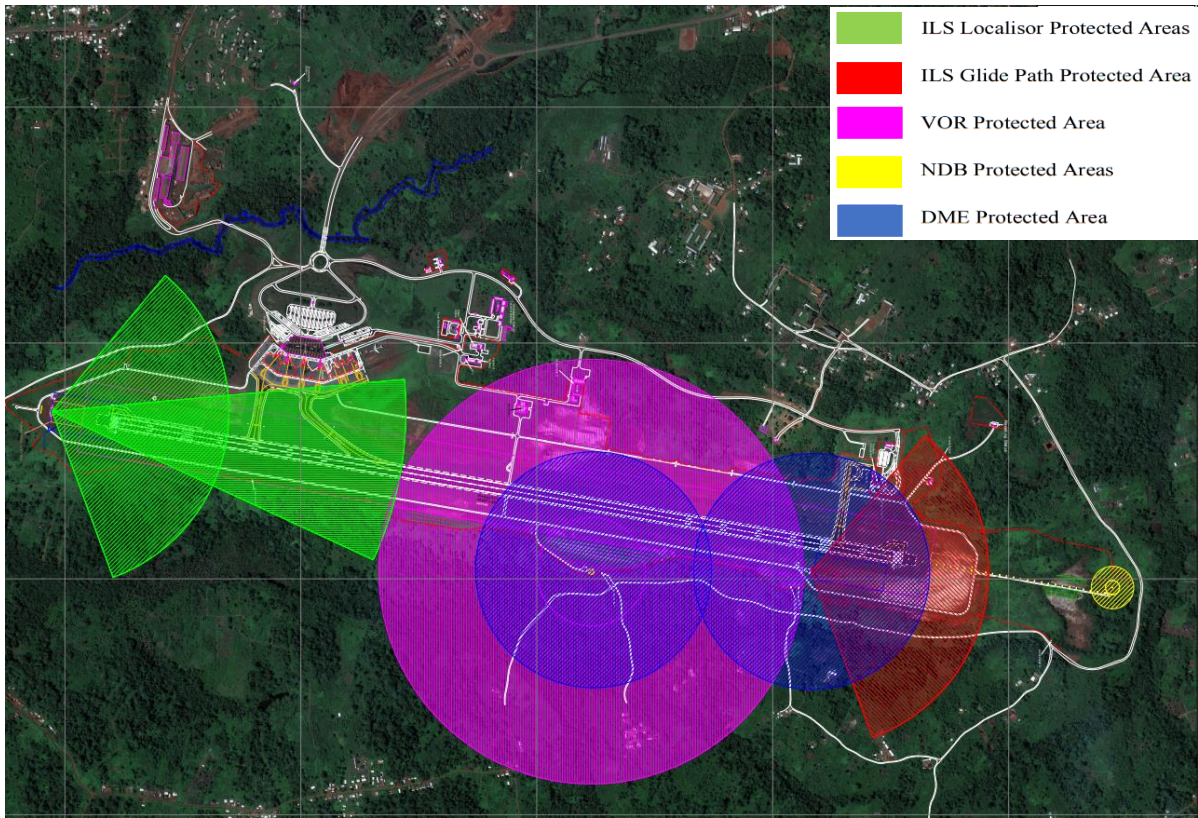 ILS Localisor Protected Areas
ILS Glide Path Protected Area
VOR Protected Area
NDB Protected Areas
DME Protected Area